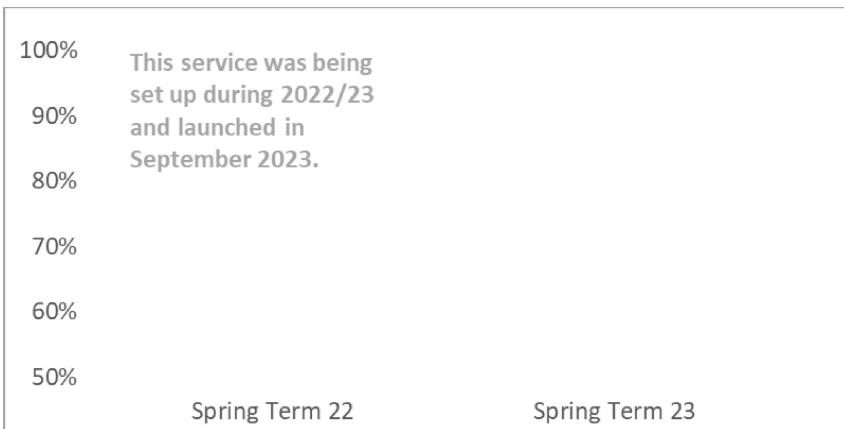 100%
This service was being
set up during 2022/23
90%
and launched in
September 2023.
80%
70%
60%
50%
Spring Term 22 Spring Term 23